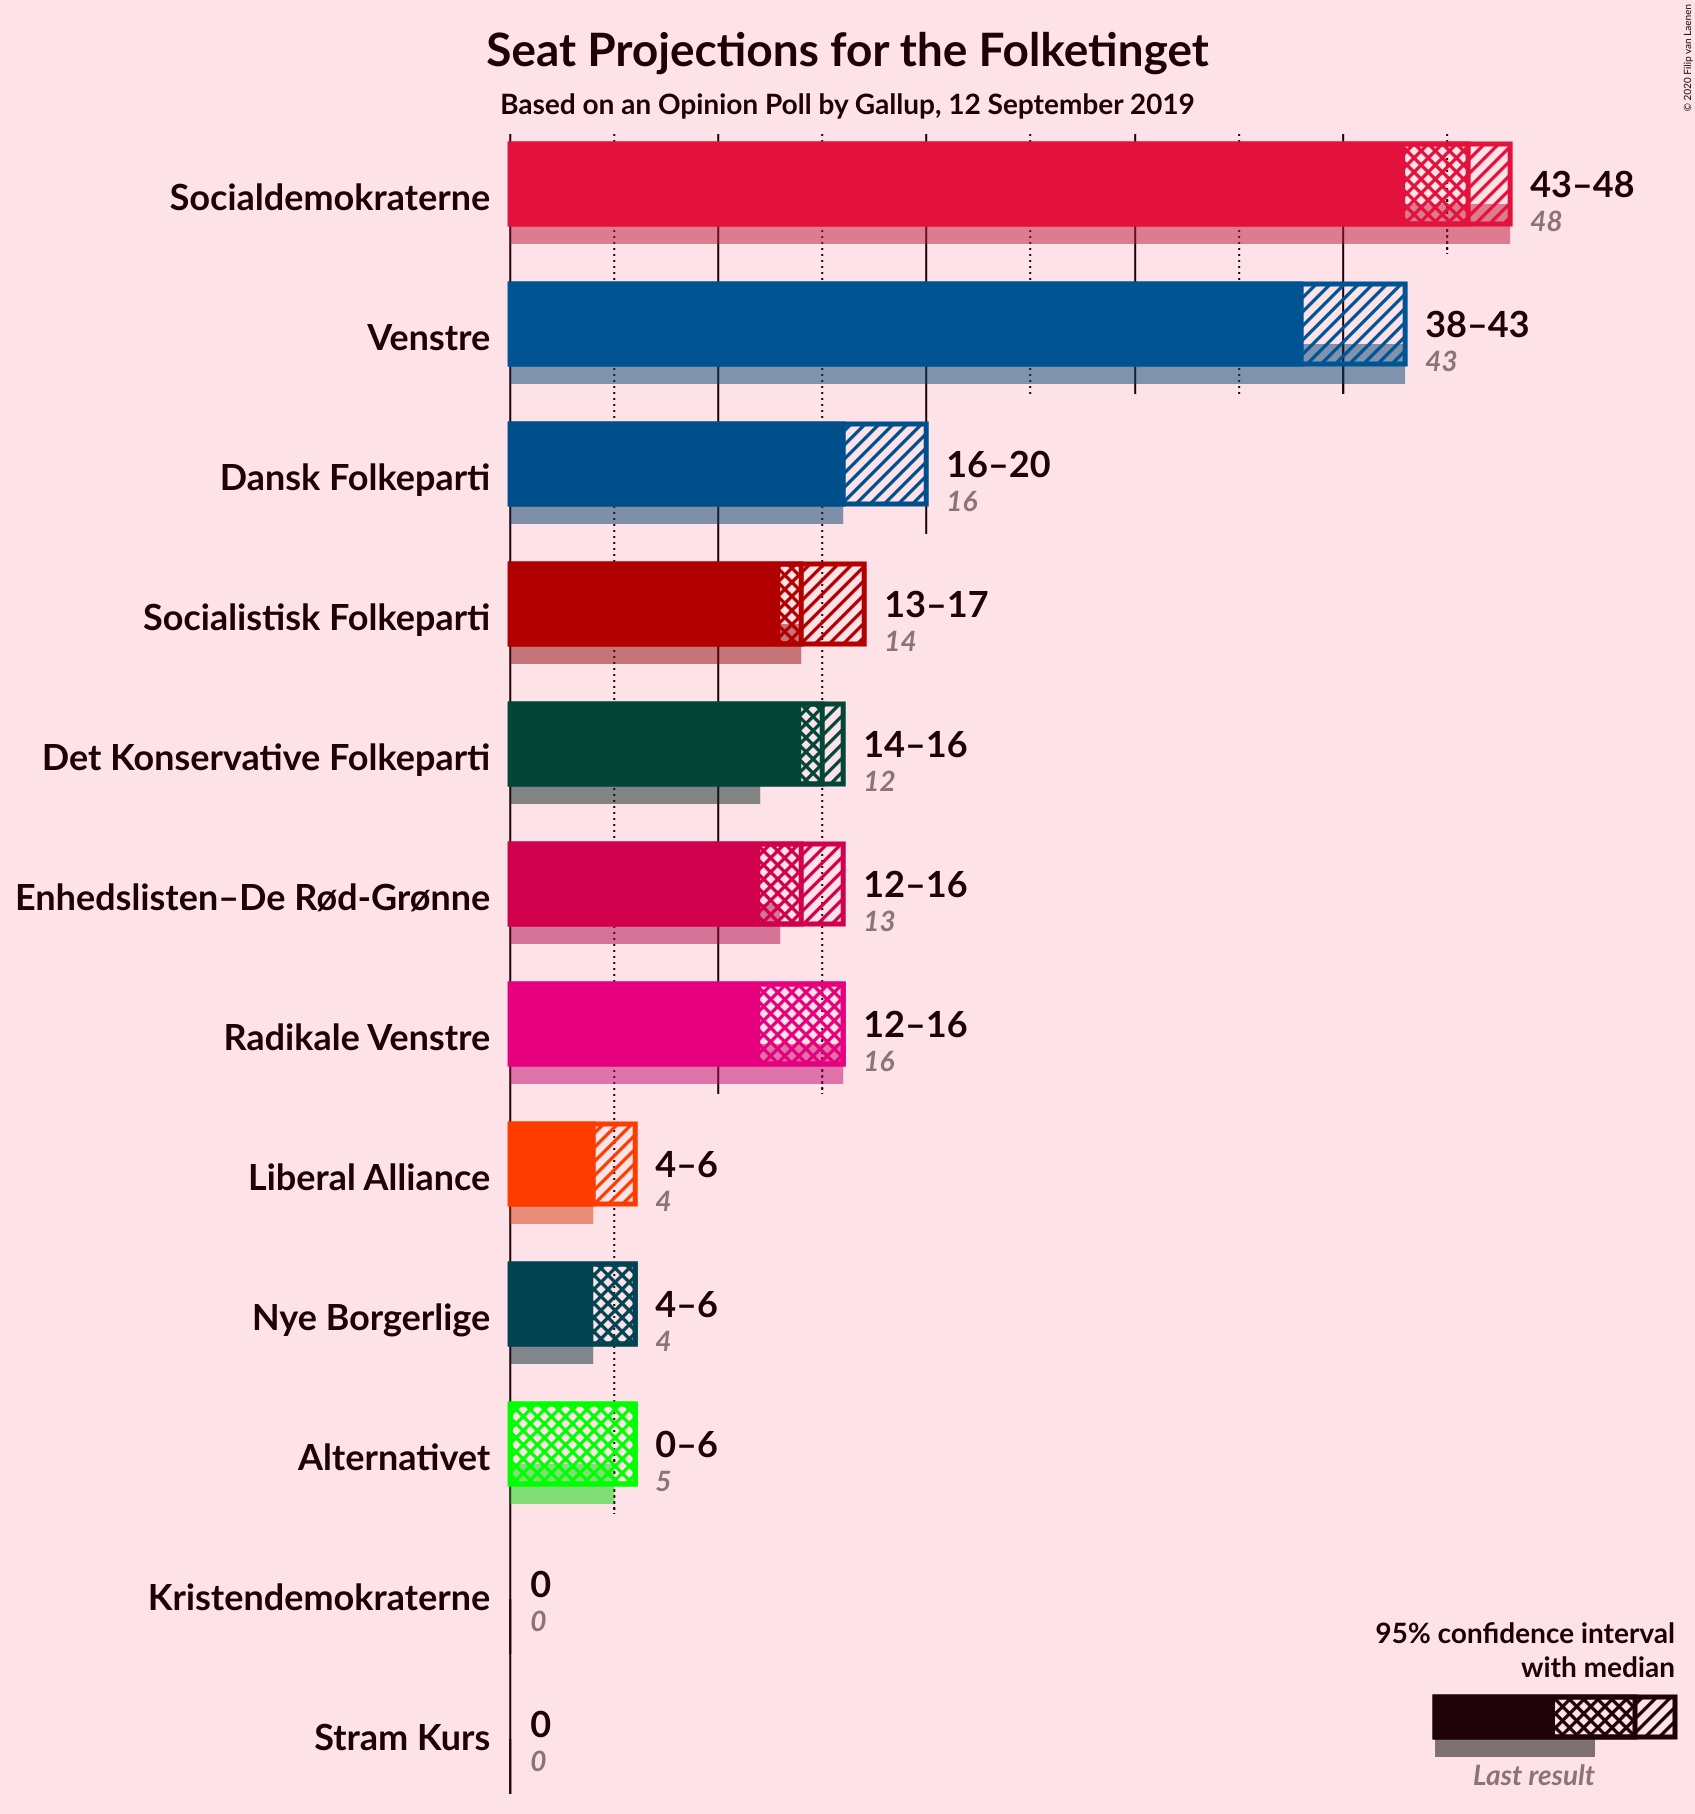 Seat Projections for the Folketinget
Based on an Opinion Poll by Gallup, 12 September 2019
© 2020 Filip van Laenen
Socialdemokraterne
43–48
48
Venstre
38–43
43
Dansk Folkeparti
16–20
16
Socialistisk Folkeparti
13–17
14
Det Konservative Folkeparti
14–16
12
Enhedslisten–De Rød-Grønne
12–16
13
Radikale Venstre
12–16
16
Liberal Alliance
4–6
4
Nye Borgerlige
4–6
4
Alternativet
0–6
5
Kristendemokraterne
0
0
Stram Kurs
0
0
95% confidence interval
with median
Last result